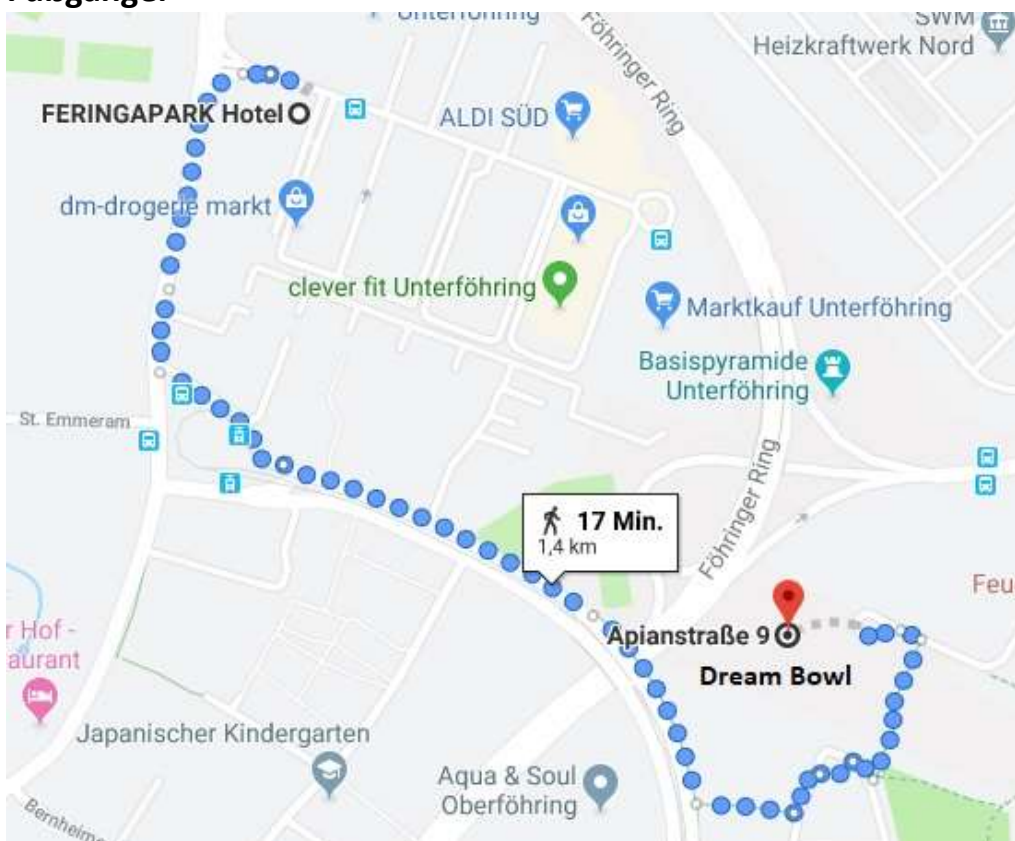 Unterföhring
SWM
Heizkraftwerk Nord
Föhringer Ring
FERINGAPARK Hotel
ALDI SÜD
dm-drogerie markt
clever fit Unterföhring
Marktkauf Unterföhring
Basispyramide
Unterföhring
St. Emmeram
Föhringer Ring
17 Min.
1,4 km
Feu
Apianstraße 9
Dream Bowl
r Hof -
aurant
Japanischer Kindergarten
Aqua & Soul
Oberföhring
Bernheime